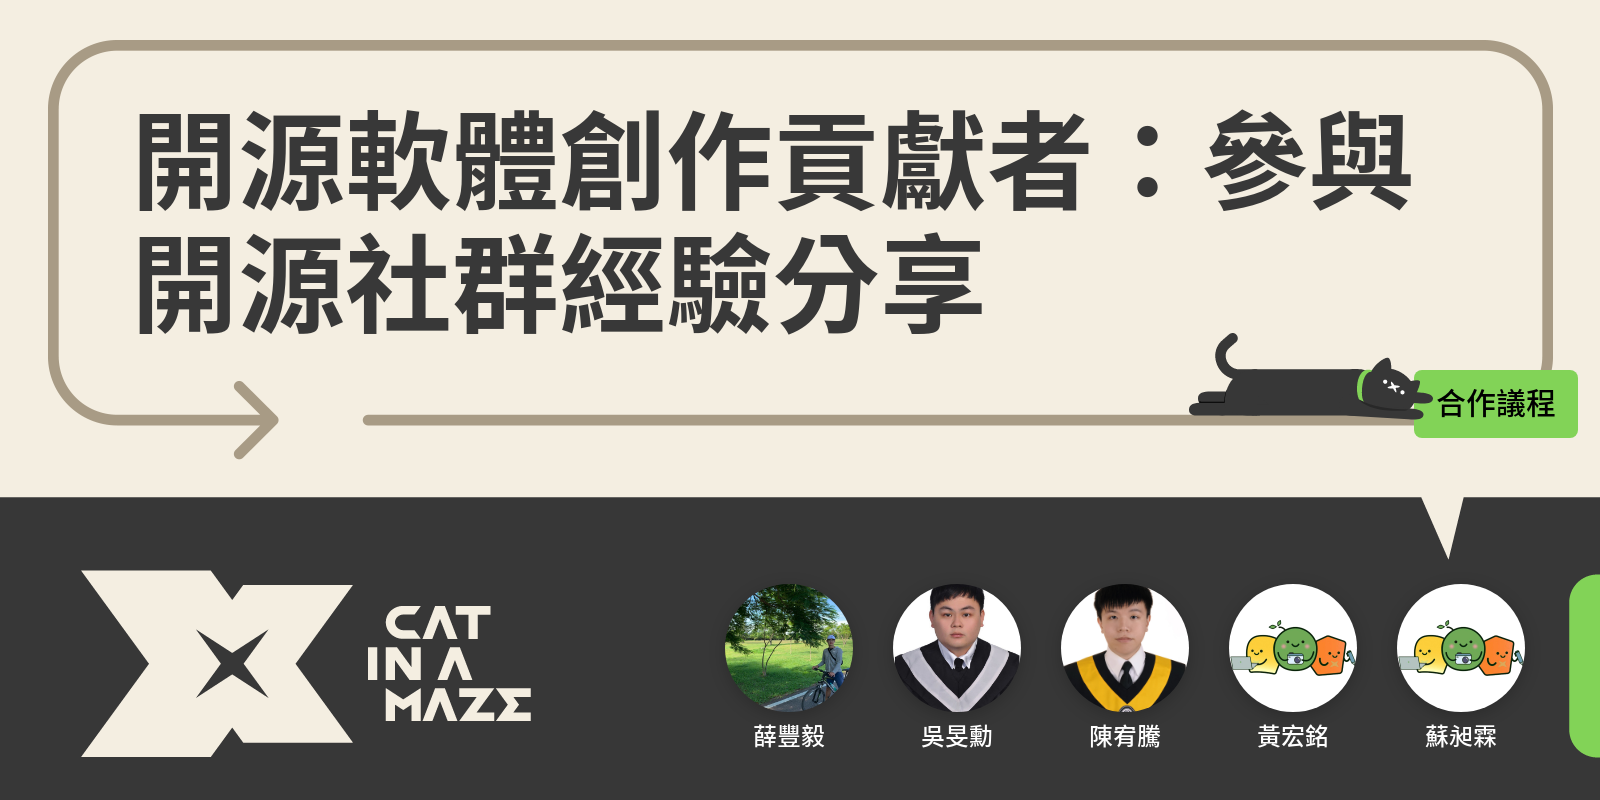 開源軟體創作貢獻者：參與
開源社群經驗分享
合作議程
CAT
IN A
MAZE
薛豐毅
吳旻勳
陳宥騰
黃宏銘
蘇昶霖